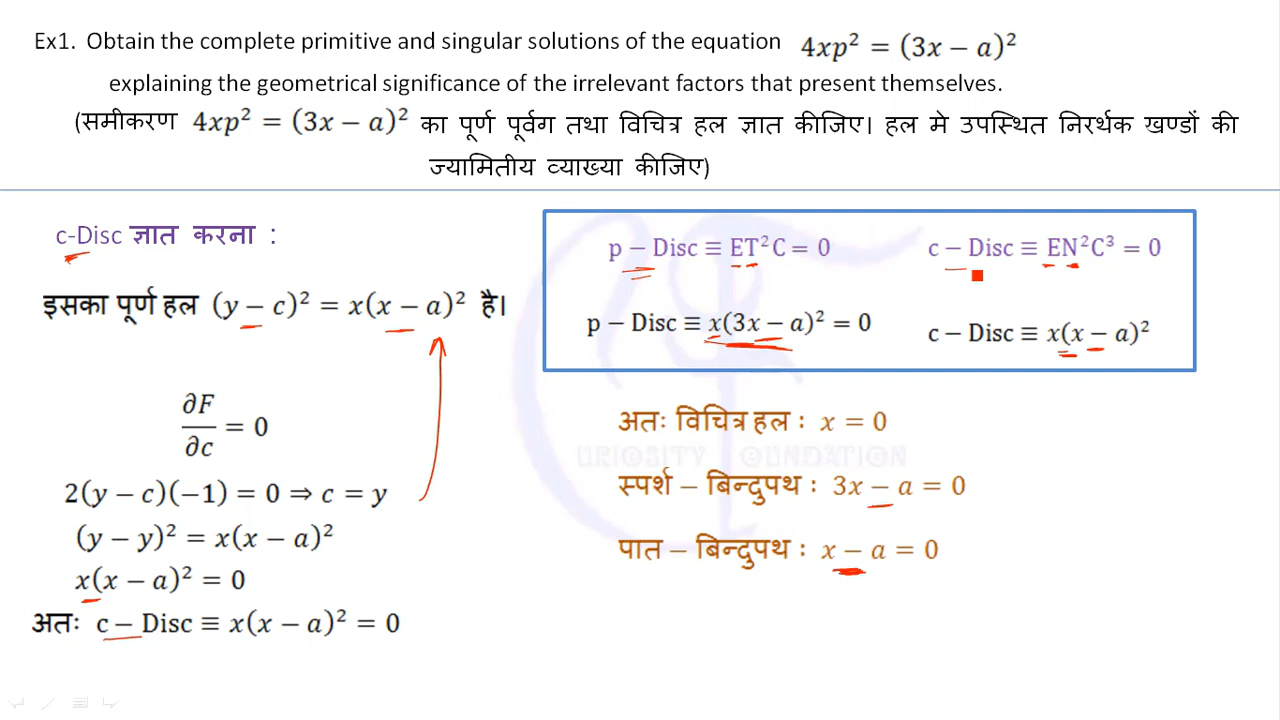 Ex1. Obtain the complete primitive and singular solutions of the equation 4xp² = (3x − a)²
explaining the geometrical significance of the irrelevant factors that present themselves.
(समीकरण 4xp² = (3x − a)² का पूर्ण पूर्वग तथा विचित्र हल ज्ञात कीजिए। हल मे उपस्थित निरर्थक खण्डों की
ज्यामितीय व्याख्या कीजिए)
c-Disc ज्ञात करना :
इसका पूर्ण हल (y − c)² = x(x − a)² है।
∂F/∂c = 0
2(y − c)(−1) = 0 ⇒ c = y
(y − y)² = x(x − a)²
x(x − a)² = 0
अतः c − Disc ≡ x(x − a)² = 0
p − Disc ≡ ET²C = 0 c − Disc ≡ EN²C³ = 0
p − Disc ≡ x(3x − a)² = 0 c − Disc ≡ x(x − a)²
अतः विचित्र हल : x = 0
URIOSITY OUNDATION
स्पर्श − बिन्दुपथ : 3x − a = 0
पात − बिन्दुपथ : x − a = 0